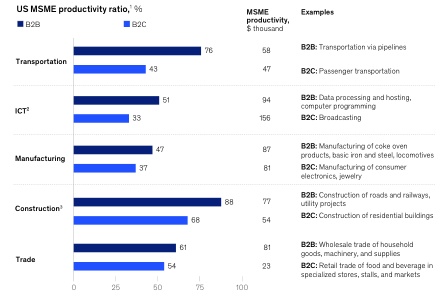 US MSME productivity ratio,¹ %
B2B
B2C
MSME
productivity,
$ thousand
Examples
Transportation
76
58
B2B: Transportation via pipelines
43
47
B2C: Passenger transportation
ICT²
51
94
B2B: Data processing and hosting,
computer programming
33
156
B2C: Broadcasting
Manufacturing
47
87
B2B: Manufacturing of coke oven
products, basic iron and steel, locomotives
37
81
B2C: Manufacturing of consumer
electronics, jewelry
Construction³
88
77
B2B: Construction of roads and railways,
utility projects
68
54
B2C: Construction of residential buildings
Trade
61
81
B2B: Wholesale trade of household
goods, machinery, and supplies
54
23
B2C: Retail trade of food and beverage in
specialized stores, stalls, and markets
0
25
50
75
100